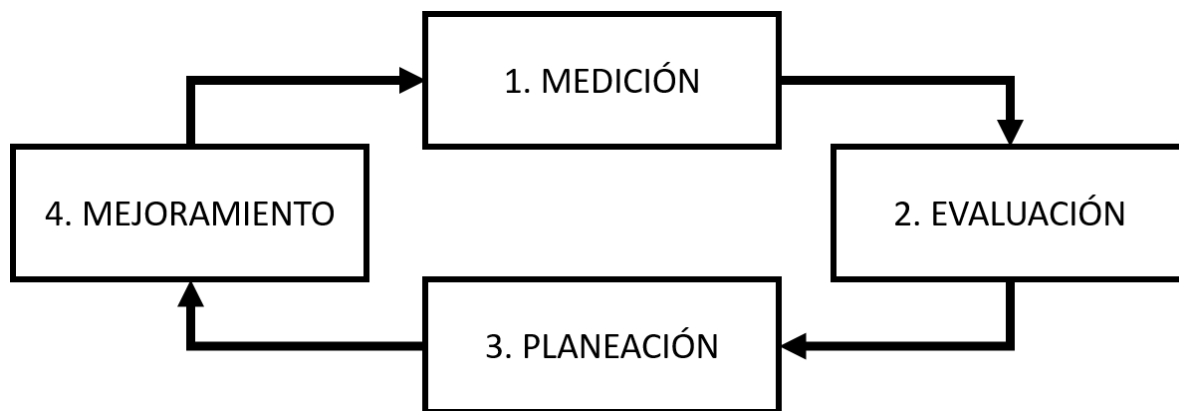 1. MEDICIÓN
2. EVALUACIÓN
3. PLANEACIÓN
4. MEJORAMIENTO